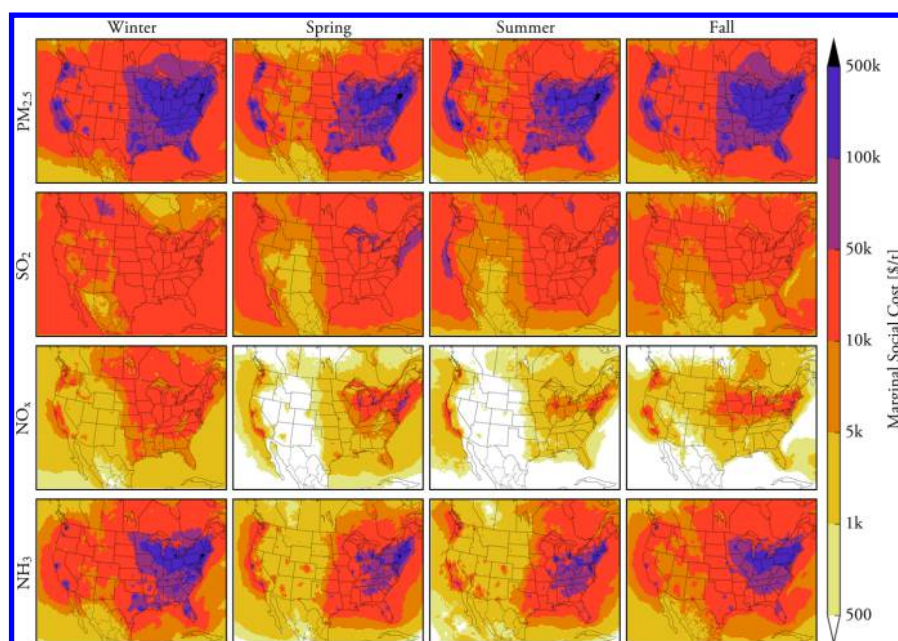 Winter Spring Summer Fall
PM2.5
SO2
NOx
NH3
500k
100k
50k
10k
5k
1k
500
Marginal Social Cost [$/t]